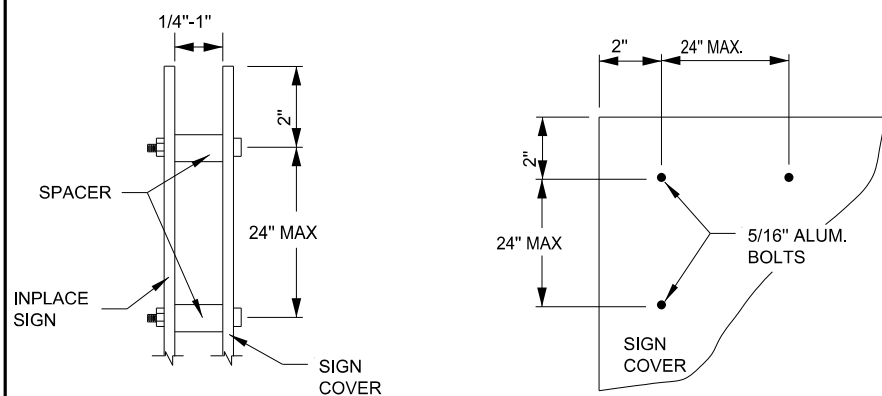 1/4"-1"
2"
SPACER
24" MAX
INPLACE
SIGN
SIGN
COVER
2"
24" MAX.
2"
24" MAX
5/16" ALUM.
BOLTS
SIGN
COVER